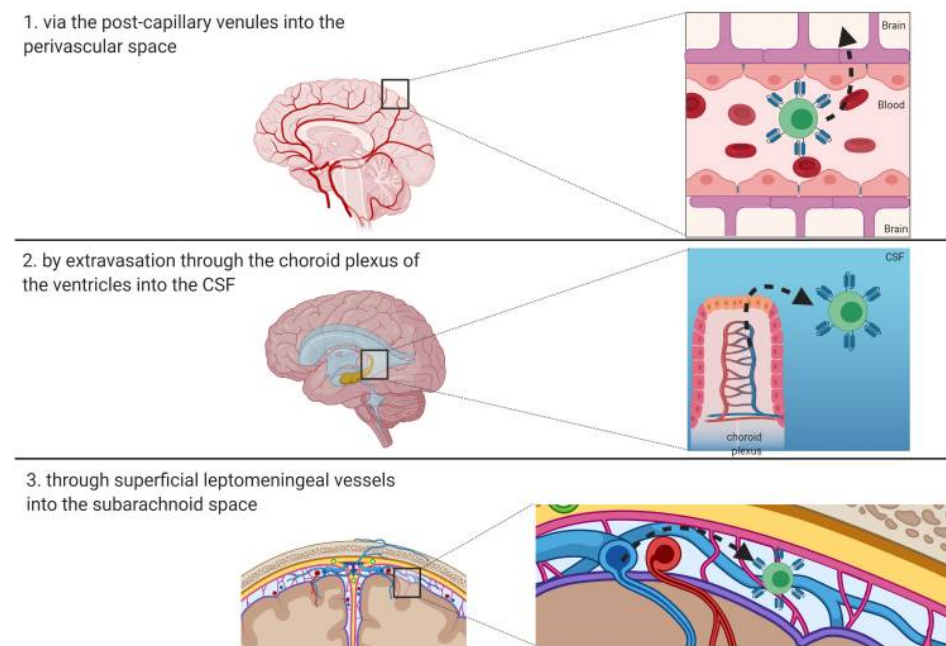 1. via the post-capillary venules into the
perivascular space
Brain
Blood
Brain
2. by extravasation through the choroid plexus of
the ventricles into the CSF
CSF
choroid
plexus
3. through superficial leptomeningeal vessels
into the subarachnoid space